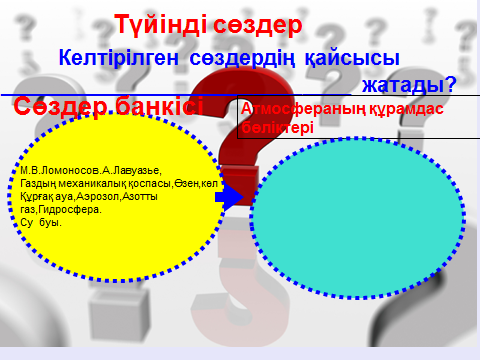 Түйінді сөздер
Келтірілген сөздердің қайсысы
жатады?
Сөздер банкісі
Атмосфераның құрамдас
бөліктері
М.В.Ломоносов.А.Лавуазье,
Газдың механикалық қоспасы,Өзең,көл
Құрғақ ауа,Аэрозол,Азотты
газ,Гидросфера.
Су буы.